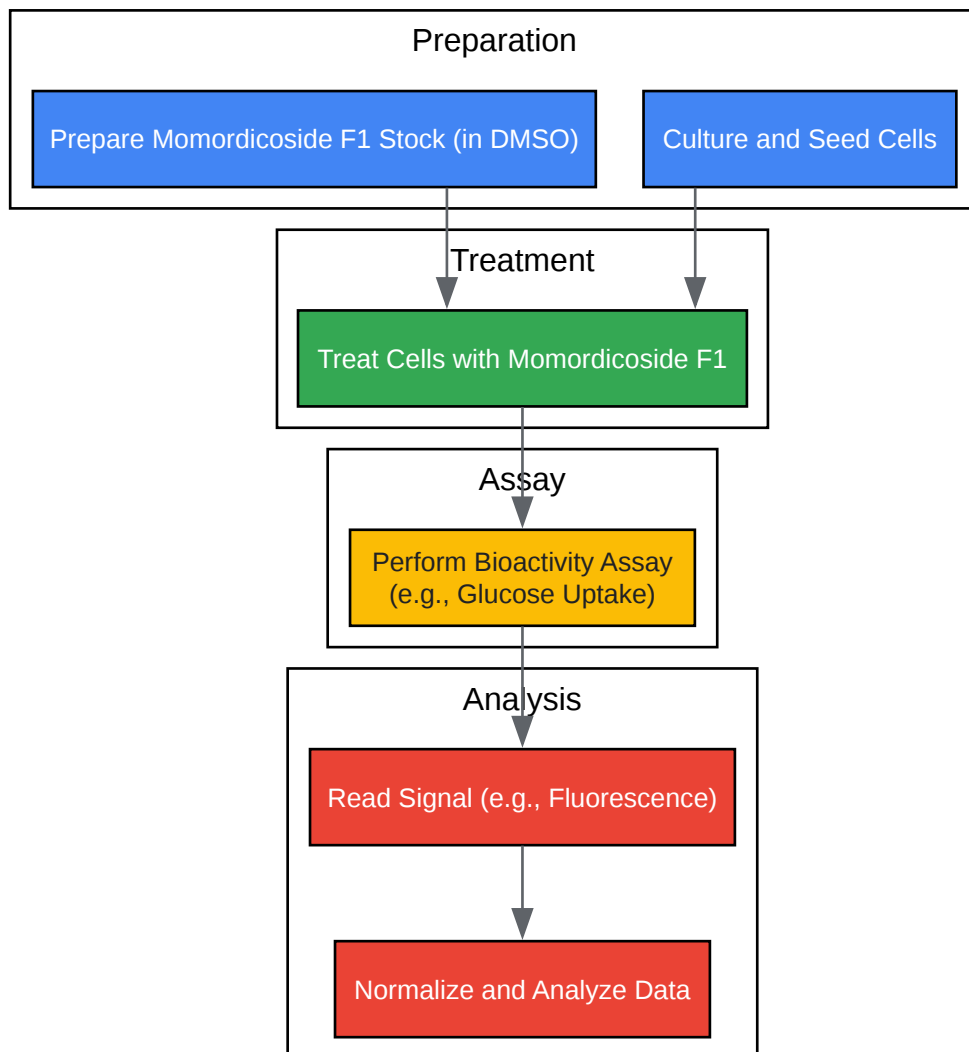 Preparation
Prepare Momordicoside F1 Stock (in DMSO)
Culture and Seed Cells
Treatment
Treat Cells with Momordicoside F1
Assay
Perform Bioactivity Assay
(e.g., Glucose Uptake)
Analysis
Read Signal (e.g., Fluorescence)
Normalize and Analyze Data